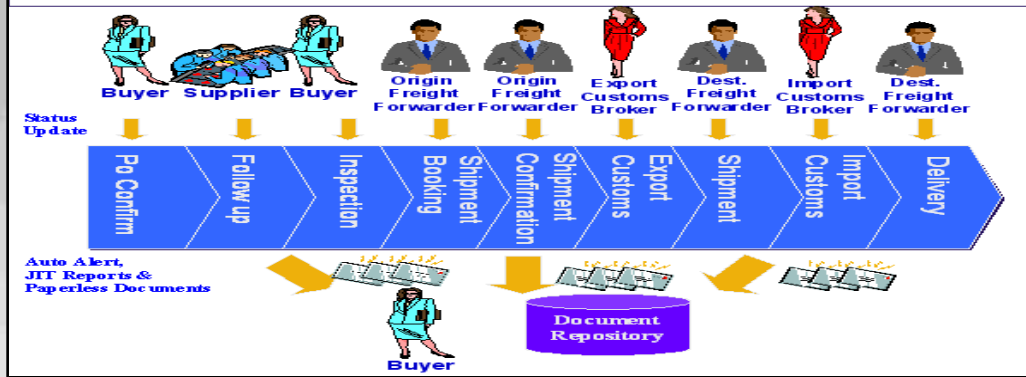 Buyer
Supplier
Buyer
Origin
Freight
Forwarder
Origin
Freight
Forwarder
Export
Customs
Broker
Dest.
Freight
Forwarder
Import
Customs
Broker
Dest.
Freight
Forwarder
Status
Update
Po Confirm
Follow up
Inspection
Shipment
Booking
Shipment
Confirmation
Export
Customs
Shipment
Import
Customs
Delivery
Auto Alert,
JIT Reports &
Paperless Documents
Buyer
Document
Repository